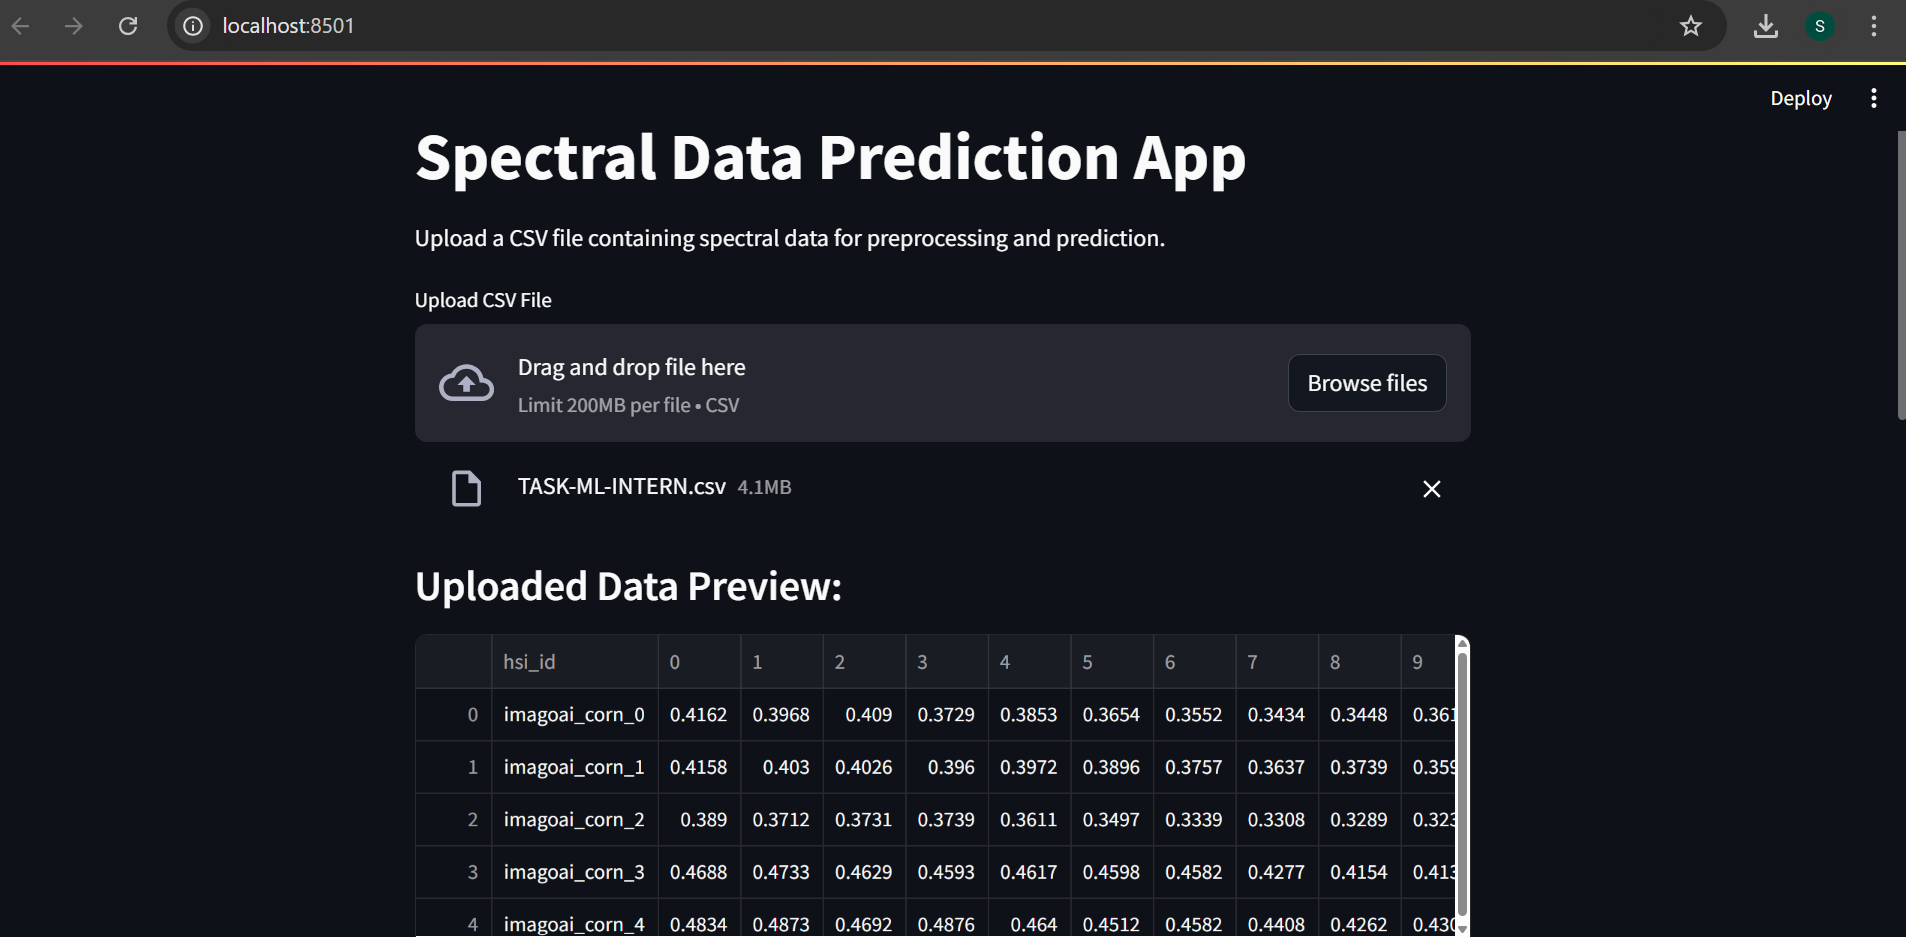 localhost:8501
S
Deploy
Spectral Data Prediction App
Upload a CSV file containing spectral data for preprocessing and prediction.
Upload CSV File
Drag and drop file here
Limit 200MB per file • CSV
Browse files
TASK-ML-INTERN.csv 4.1MB
Uploaded Data Preview:
hsi_id 0 1 2 3 4 5 6 7 8 9
0 imagoai_corn_0 0.4162 0.3968 0.409 0.3729 0.3853 0.3654 0.3552 0.3434 0.3448 0.361
1 imagoai_corn_1 0.4158 0.403 0.4026 0.396 0.3972 0.3896 0.3757 0.3637 0.3739 0.359
2 imagoai_corn_2 0.389 0.3712 0.3731 0.3739 0.3611 0.3497 0.3339 0.3308 0.3289 0.323
3 imagoai_corn_3 0.4688 0.4733 0.4629 0.4593 0.4617 0.4598 0.4582 0.4277 0.4154 0.413
4 imagoai_corn_4 0.4834 0.4873 0.4692 0.4876 0.464 0.4512 0.4582 0.4408 0.4262 0.430